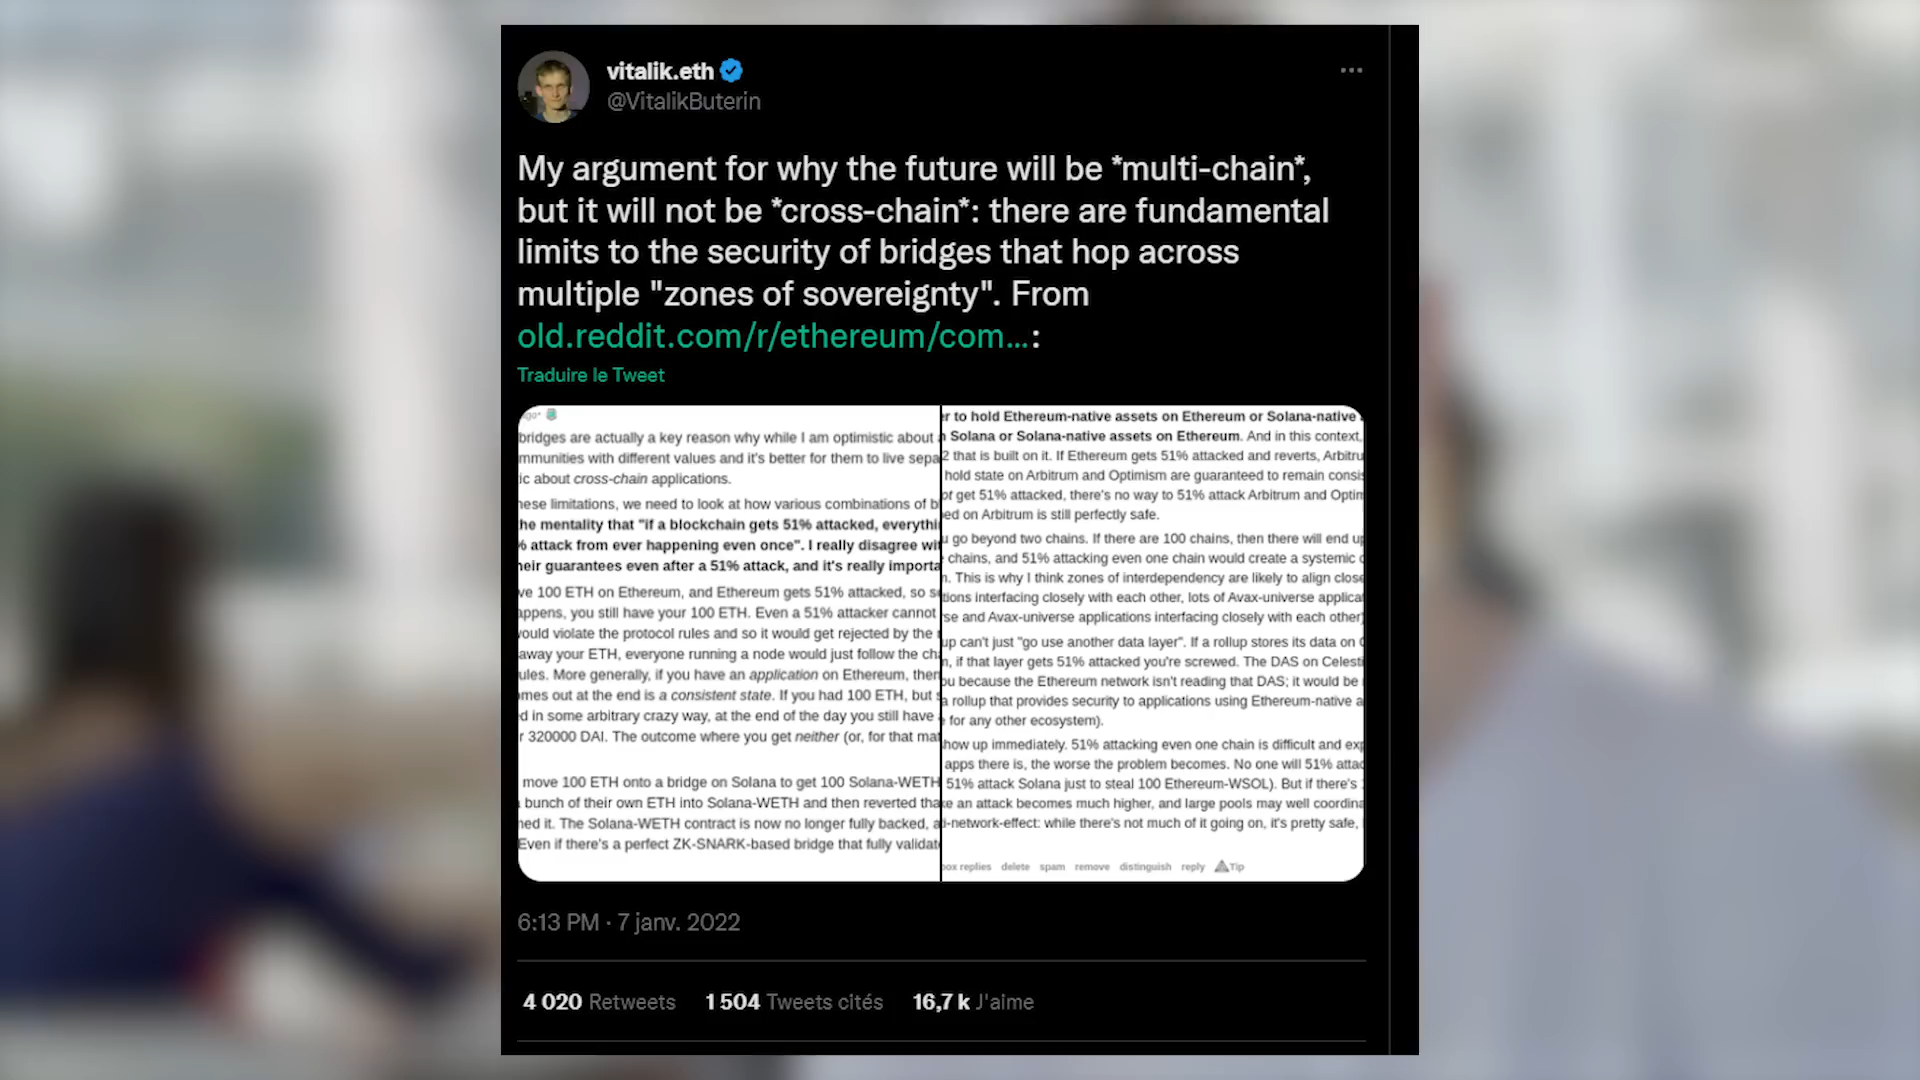 vitalik.eth
@VitalikButerin
My argument for why the future will be *multi-chain*,
but it will not be *cross-chain*: there are fundamental
limits to the security of bridges that hop across
multiple "zones of sovereignty". From
old.reddit.com/r/ethereum/com...:
Traduire le Tweet
bridges are actually a key reason why while I am optimistic about
mmunities with different values and it's better for them to live sepa
ic about cross-chain applications.
hese limitations, we need to look at how various combinations of b
he mentality that "if a blockchain gets 51% attacked, everythi
% attack from ever happening even once". I really disagree wi
heir guarantees even after a 51% attack, and it's really importa
ve 100 ETH on Ethereum, and Ethereum gets 51% attacked, so s
appens, you still have your 100 ETH. Even a 51% attacker cannot
would violate the protocol rules and so it would get rejected by the
away your ETH, everyone running a node would just follow the ch
ules. More generally, if you have an application on Ethereum, then
omes out at the end is a consistent state. If you had 100 ETH, but
d in some arbitrary crazy way, at the end of the day you still have
r 320000 DAI. The outcome where you get neither (or, for that mat
move 100 ETH onto a bridge on Solana to get 100 Solana-WETH
bunch of their own ETH into Solana-WETH and then reverted tha
ned it. The Solana-WETH contract is now no longer fully backed, a
Even if there's a perfect ZK-SNARK-based bridge that fully validat
r to hold Ethereum-native assets on Ethereum or Solana-native
Solana or Solana-native assets on Ethereum. And in this context,
2 that is built on it. If Ethereum gets 51% attacked and reverts, Arbitru
hold state on Arbitrum and Optimism are guaranteed to remain consis
of get 51% attacked, there's no way to 51% attack Arbitrum and Optim
ed on Arbitrum is still perfectly safe.
u go beyond two chains. If there are 100 chains, then there will end up
chains, and 51% attacking even one chain would create a systemic c
n. This is why I think zones of interdependency are likely to align close
tions interfacing closely with each other, lots of Avax-universe applicat
se and Avax-universe applications interfacing closely with each other)
up can't just "go use another data layer". If a rollup stores its data on C
n, if that layer gets 51% attacked you're screwed. The DAS on Celesti
ou because the Ethereum network isn't reading that DAS; it would be
a rollup that provides security to applications using Ethereum-native a
for any other ecosystem).
how up immediately. 51% attacking even one chain is difficult and exp
apps there is, the worse the problem becomes. No one will 51% attac
51% attack Solana just to steal 100 Ethereum-WSOL). But if there's
ke an attack becomes much higher, and large pools may well coordina
i-network-effect: while there's not much of it going on, it's pretty safe,
ox replies delete spam remove distinguish reply Tip
6:13 PM · 7 janv. 2022
4 020 Retweets 1 504 Tweets cités 16,7 k J'aime